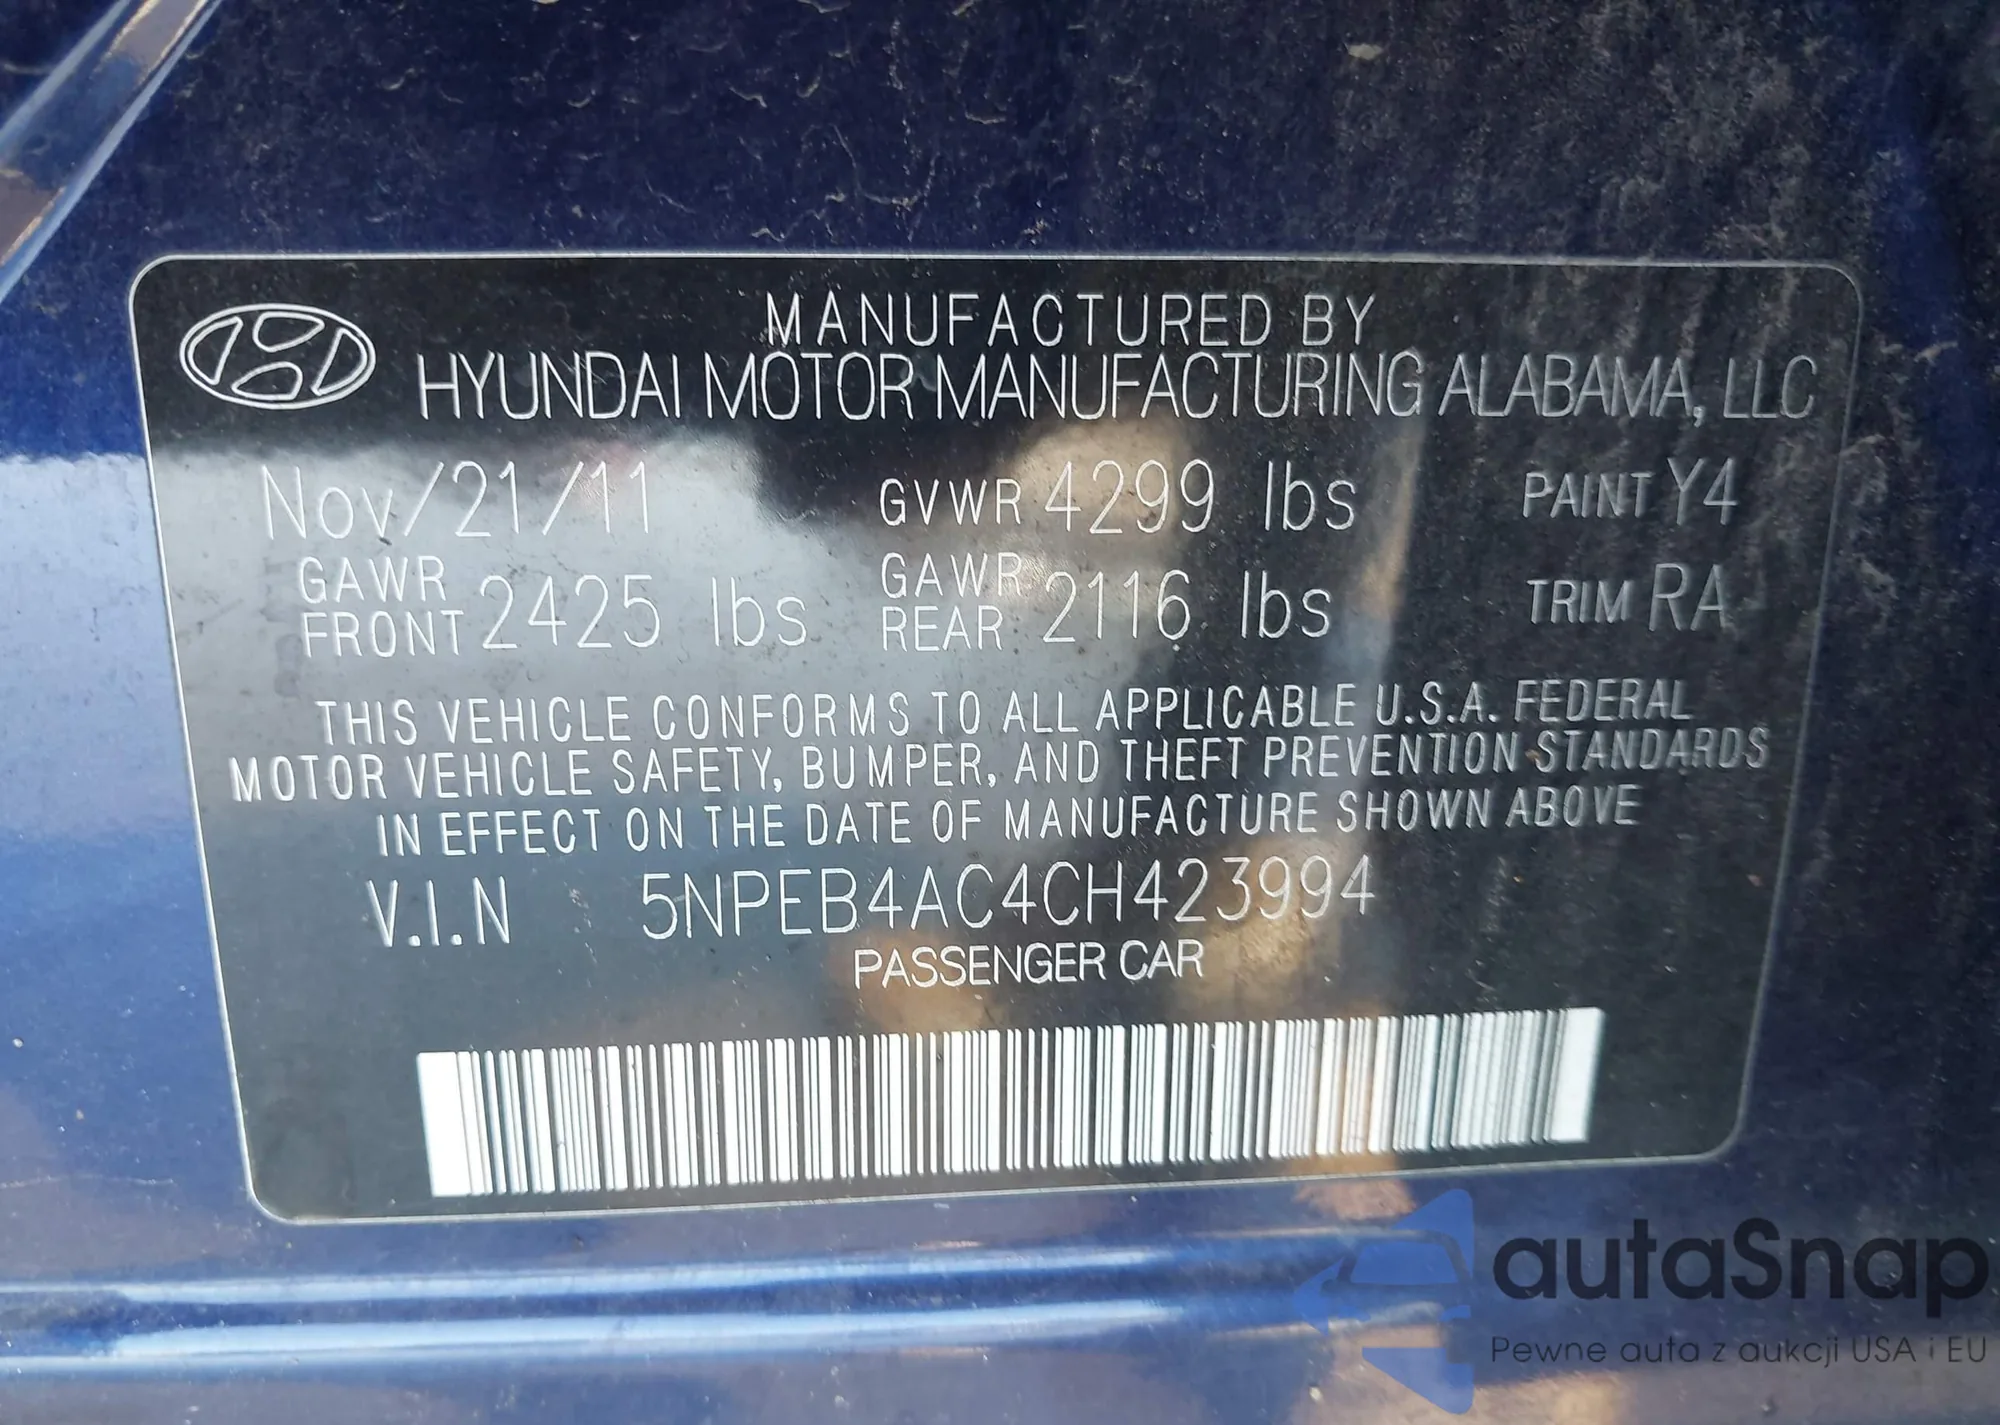 MANUFACTURED BY
HYUNDAI MOTOR MANUFACTURING ALABAMA, LLC
Nov/21/11 GVWR 4299 lbs PAINT Y4
GAWR FRONT 2425 lbs GAWR REAR 2116 lbs TRIM RA
THIS VEHICLE CONFORMS TO ALL APPLICABLE U.S.A. FEDERAL
MOTOR VEHICLE SAFETY, BUMPER, AND THEFT PREVENTION STANDARDS
IN EFFECT ON THE DATE OF MANUFACTURE SHOWN ABOVE
V.I.N 5NPEB4AC4CH423994
PASSENGER CAR
autaSnap
Pewne auta z aukcji USA i EU